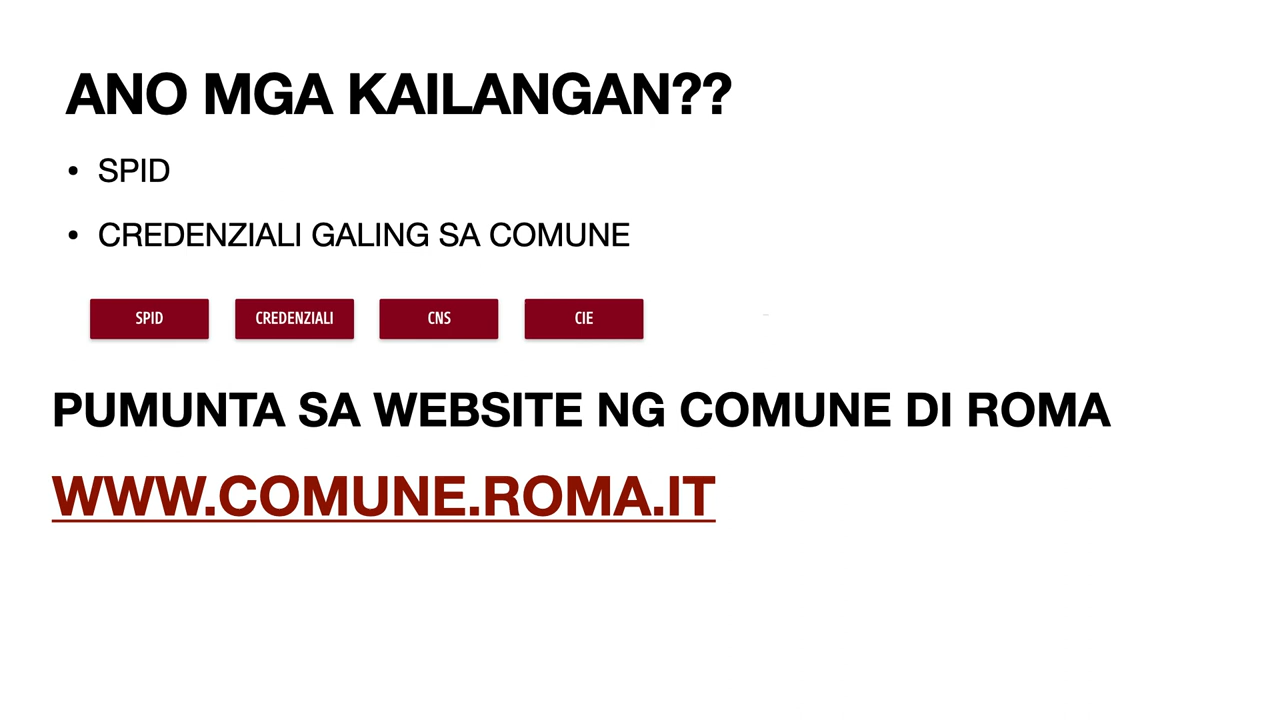 ANO MGA KAILANGAN??
• SPID
• CREDENZIALI GALING SA COMUNE
SPID CREDENZIALI CNS CIE
PUMUNTA SA WEBSITE NG COMUNE DI ROMA
WWW.COMUNE.ROMA.IT